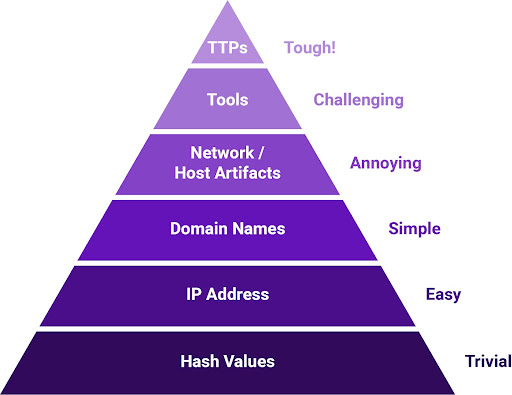 TTPs
Tough!
Tools
Challenging
Network /
Host Artifacts
Annoying
Domain Names
Simple
IP Address
Easy
Hash Values
Trivial